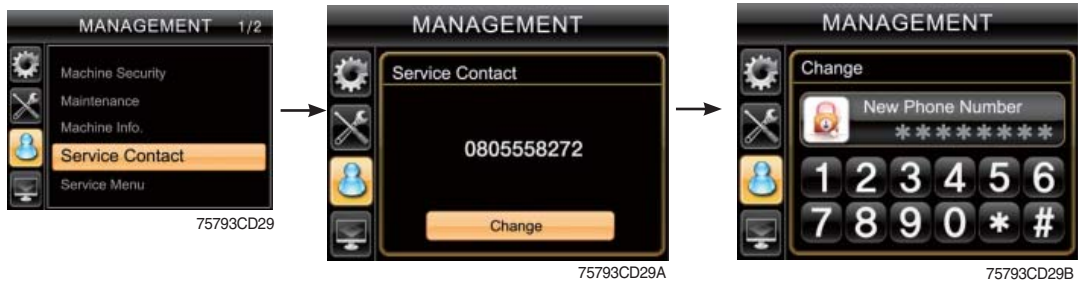 MANAGEMENT 1/2
Machine Security
Maintenance
Machine Info.
Service Contact
Service Menu
75793CD29
MANAGEMENT
Service Contact
0805558272
Change
75793CD29A
MANAGEMENT
Change
New Phone Number
********
1 2 3 4 5 6
7 8 9 0 * #
75793CD29B